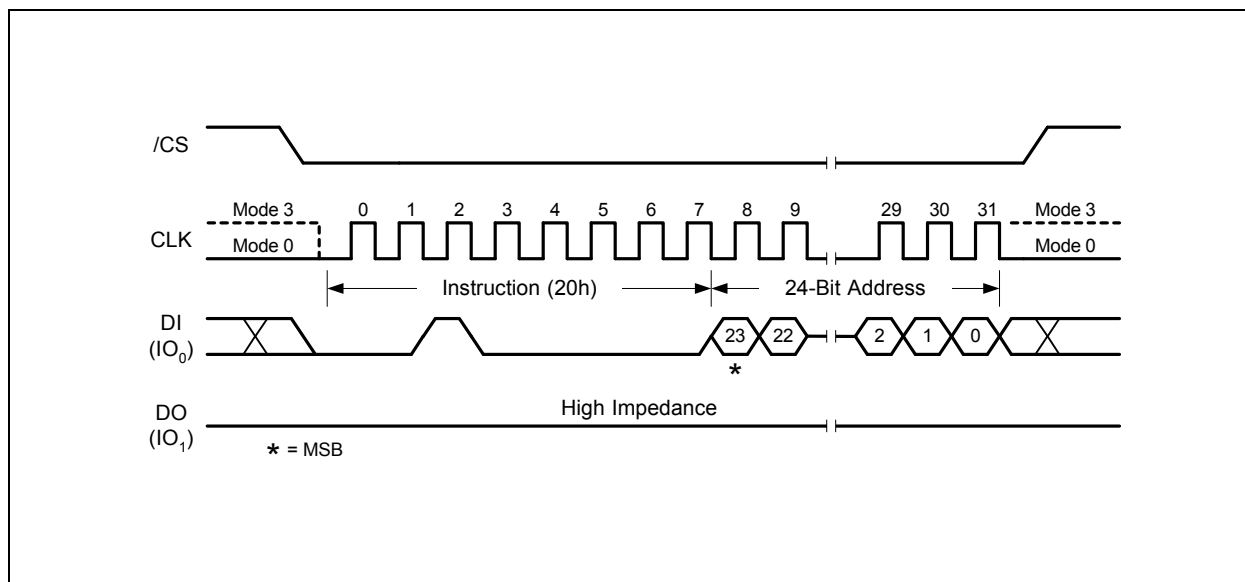 /CS
Mode 3 0 1 2 3 4 5 6 7 8 9 29 30 31 Mode 3
CLK Mode 0 Mode 0
Instruction (20h) 24-Bit Address
DI
(IO₀) 23 22 2 1 0
*
DO High Impedance
(IO₁)
* = MSB